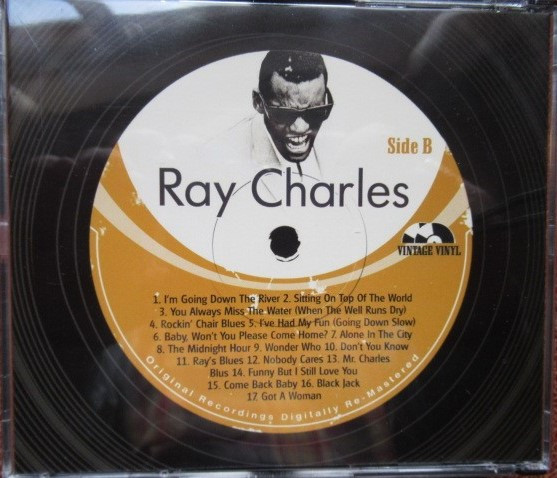 Side B
Ray Charles
VINTAGE VINYL
1. I'm Going Down The River 2. Sitting On Top Of The World
3. You Always Miss The Water (When The Well Runs Dry)
4. Rockin' Chair Blues 5. I've Had My Fun (Going Down Slow)
6. Baby, Won't You Please Come Home? 7. Alone In The City
8. The Midnight Hour 9. Wonder Who 10. Don't You Know
11. Ray's Blues 12. Nobody Cares 13. Mr. Charles
Blus 14. Funny But I Still Love You
15. Come Back Baby 16. Black Jack
17. Got A Woman
Original Recordings Digitally Re-Mastered